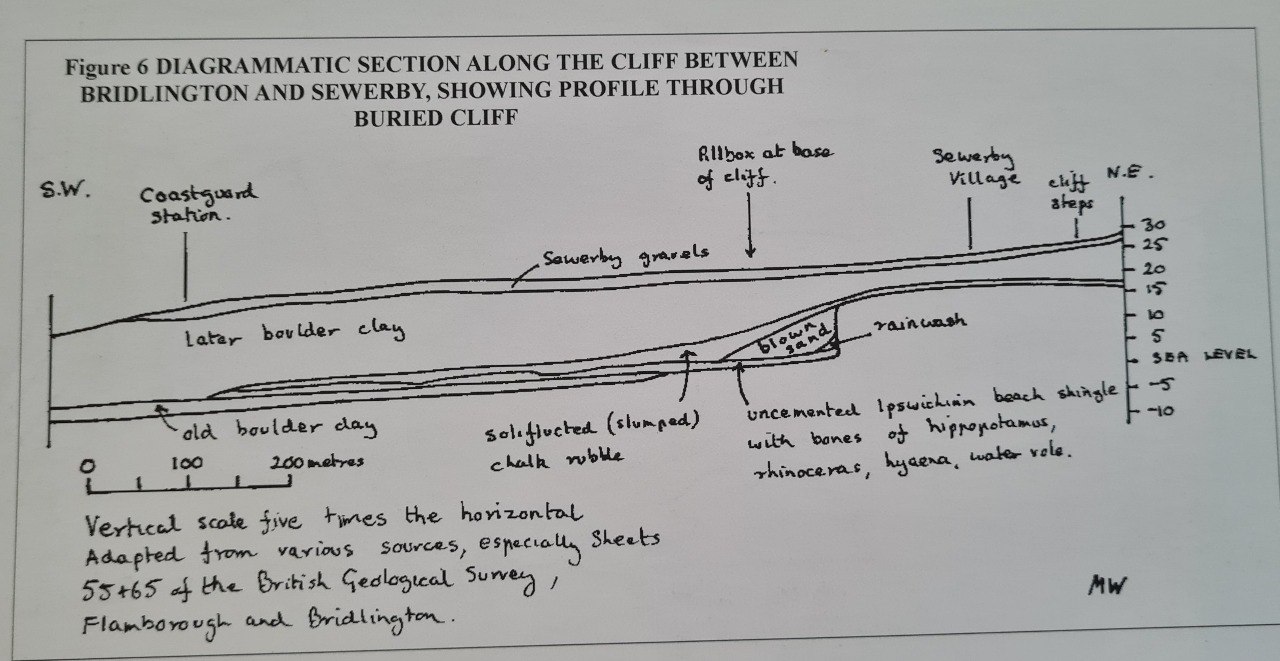 Figure 6 DIAGRAMMATIC SECTION ALONG THE CLIFF BETWEEN
BRIDLINGTON AND SEWERBY, SHOWING PROFILE THROUGH
BURIED CLIFF
S.W.
Coastguard
Station.
Pillbox at base
of cliff.
Sewerby
Village
cliff
steps
N.E.
30
25
20
15
10
5
SEA LEVEL
-5
-10
Sewerby gravels
later boulder clay
blown
sand
rainwash
old boulder clay
soliflucted (slumped)
chalk rubble
uncemented Ipswichian beach shingle
with bones of hippopotamus,
rhinoceras, hyaena, water vole.
0 100 200 metres
Vertical scale five times the horizontal
Adapted from various sources, especially Sheets
55+65 of the British Geological Survey,
Flamborough and Bridlington.
MW